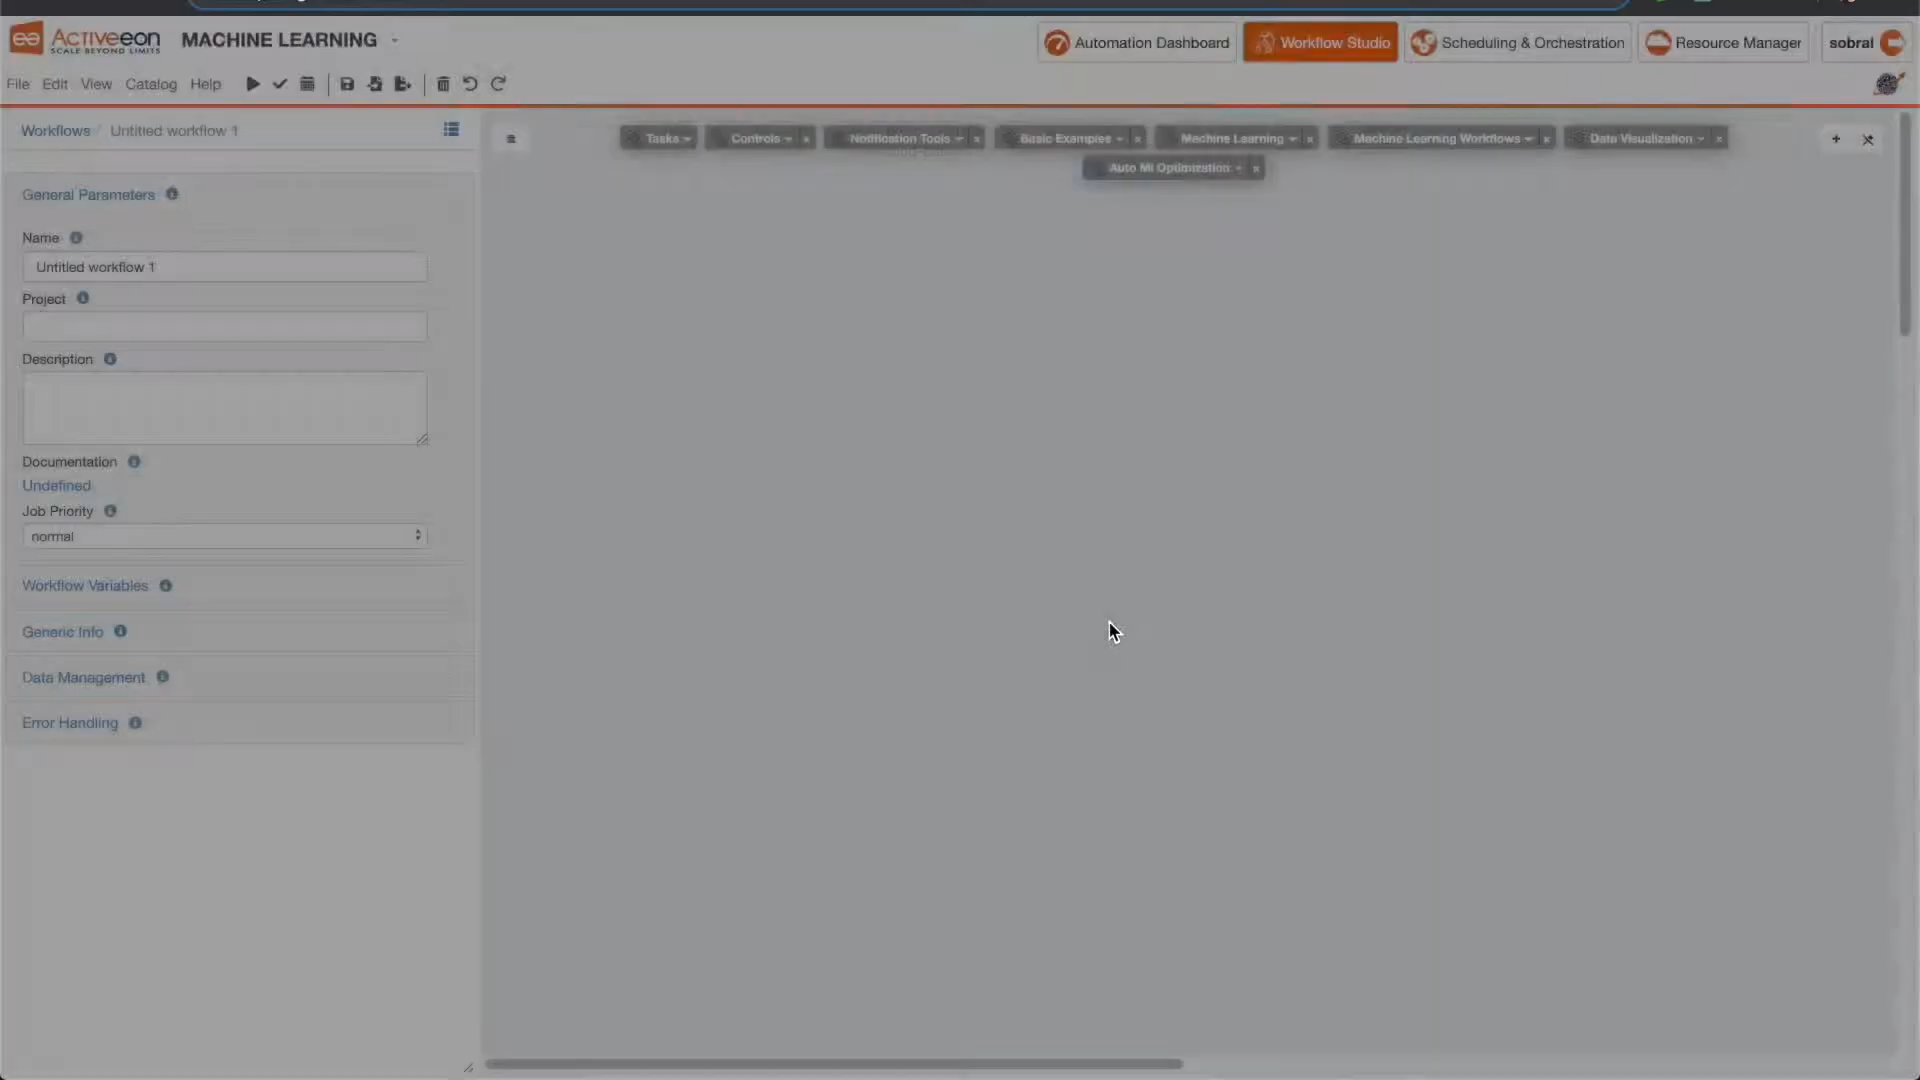 Activeeon
SCALE BEYOND LIMITS
MACHINE LEARNING
Automation Dashboard
Workflow Studio
Scheduling & Orchestration
Resource Manager
sobral
File Edit View Catalog Help
Workflows / Untitled workflow 1
Tasks Controls × Notification Tools × Basic Examples × Machine Learning × Machine Learning Workflows × Data Visualization ×
Auto Ml Optimization ×
General Parameters
Name
Untitled workflow 1
Project
Description
Documentation
Undefined
Job Priority
normal
Workflow Variables
Generic Info
Data Management
Error Handling